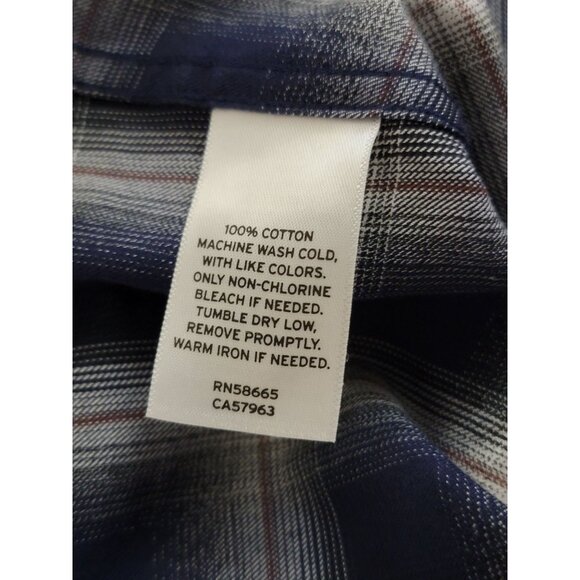 100% COTTON
MACHINE WASH COLD,
WITH LIKE COLORS.
ONLY NON-CHLORINE
BLEACH IF NEEDED.
TUMBLE DRY LOW,
REMOVE PROMPTLY.
WARM IRON IF NEEDED.
RN58665
CA57963